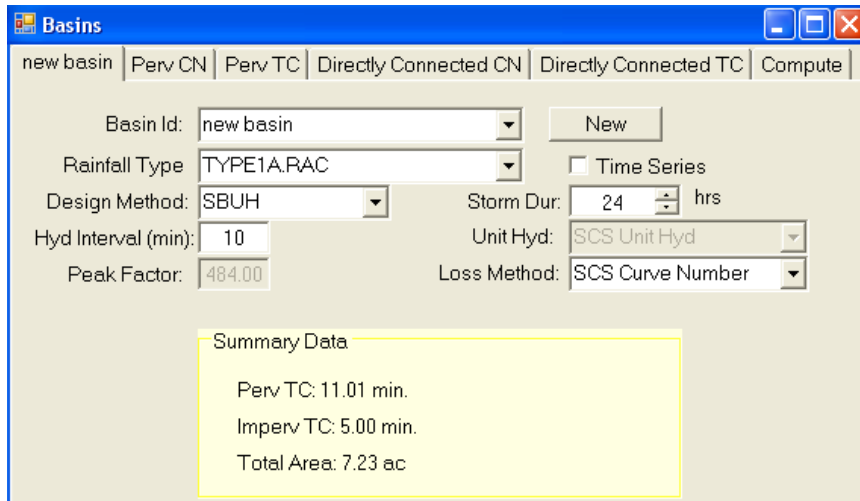 Basins
new basin Perv CN Perv TC Directly Connected CN Directly Connected TC Compute
Basin Id: new basin New
Rainfall Type TYPE1A.RAC Time Series
Design Method: SBUH Storm Dur: 24 hrs
Hyd Interval (min): 10 Unit Hyd: SCS Unit Hyd
Peak Factor: 484.00 Loss Method: SCS Curve Number
Summary Data
Perv TC: 11.01 min.
Imperv TC: 5.00 min.
Total Area: 7.23 ac